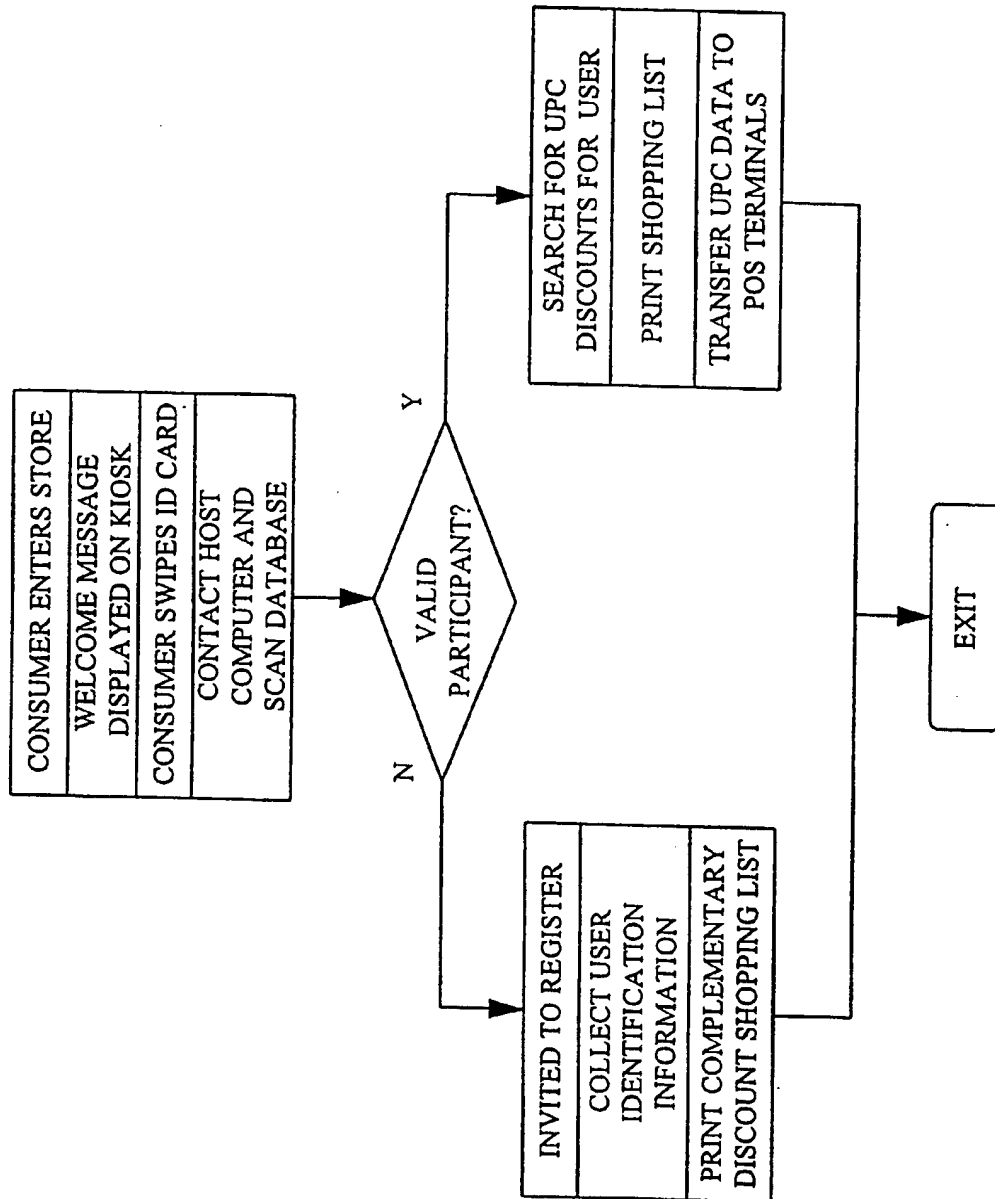 CONSUMER ENTERS STORE
WELCOME MESSAGE
DISPLAYED ON KIOSK
CONSUMER SWIPES ID CARD
CONTACT HOST
COMPUTER AND
SCAN DATABASE
VALID
PARTICIPANT?
N
Y
INVITED TO REGISTER
COLLECT USER
IDENTIFICATION
INFORMATION
PRINT COMPLEMENTARY
DISCOUNT SHOPPING LIST
SEARCH FOR UPC
DISCOUNTS FOR USER
PRINT SHOPPING LIST
TRANSFER UPC DATA TO
POS TERMINALS
EXIT